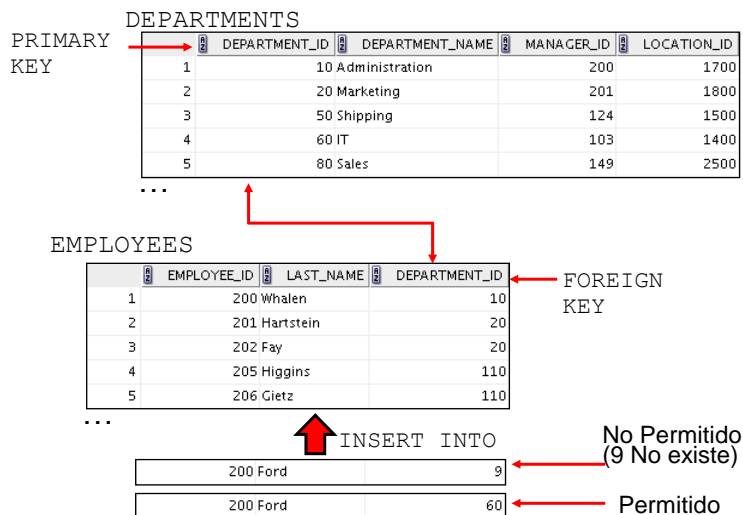 DEPARTMENTS
PRIMARY
KEY
DEPARTMENT_ID DEPARTMENT_NAME MANAGER_ID LOCATION_ID
1 10 Administration 200 1700
2 20 Marketing 201 1800
3 50 Shipping 124 1500
4 60 IT 103 1400
5 80 Sales 149 2500
...
EMPLOYEES
EMPLOYEE_ID LAST_NAME DEPARTMENT_ID
FOREIGN
KEY
1 200 Whalen 10
2 201 Hartstein 20
3 202 Fay 20
4 205 Higgins 110
5 206 Gietz 110
...
INSERT INTO
No Permitido
(9 No existe)
200 Ford 9
200 Ford 60
Permitido